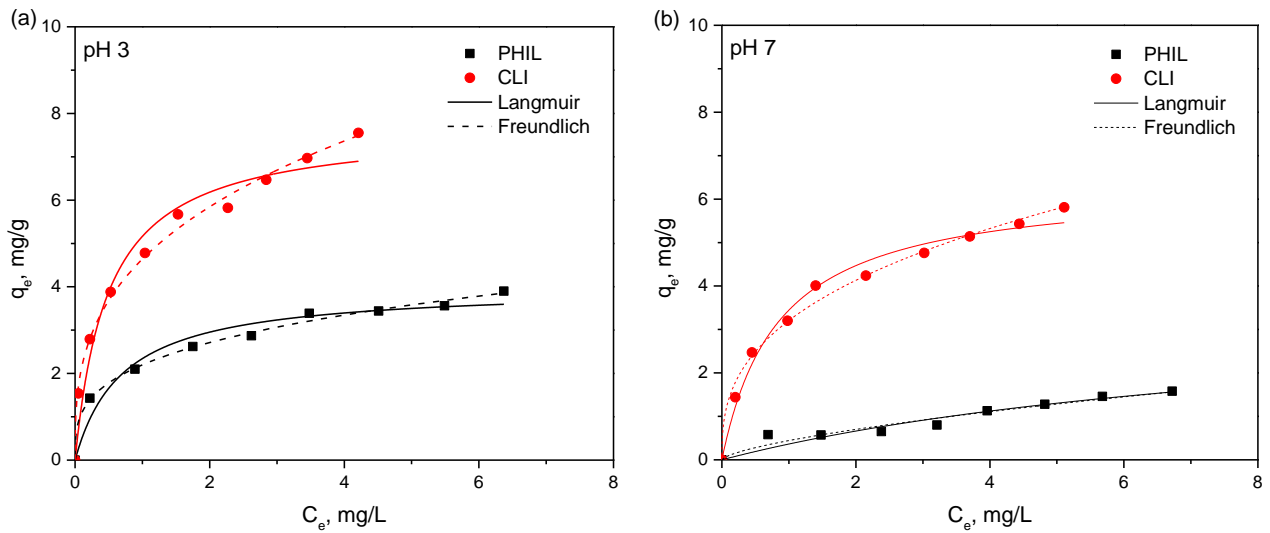 (a)
pH 3
PHIL
CLI
Langmuir
Freundlich
10
8
6
4
2
0
qe, mg/g
0 2 4 6 8
Ce, mg/L
(b)
pH 7
PHIL
CLI
Langmuir
Freundlich
10
8
6
4
2
0
qe, mg/g
0 2 4 6 8
Ce, mg/L